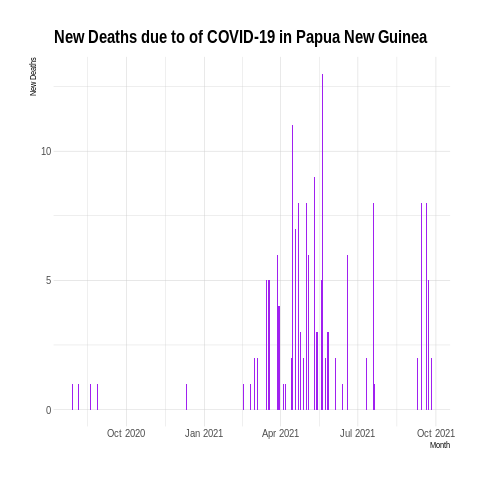 New Deaths due to of COVID-19 in Papua New Guinea
New Deaths
10
5
0
Oct 2020 Jan 2021 Apr 2021 Jul 2021 Oct 2021
Month